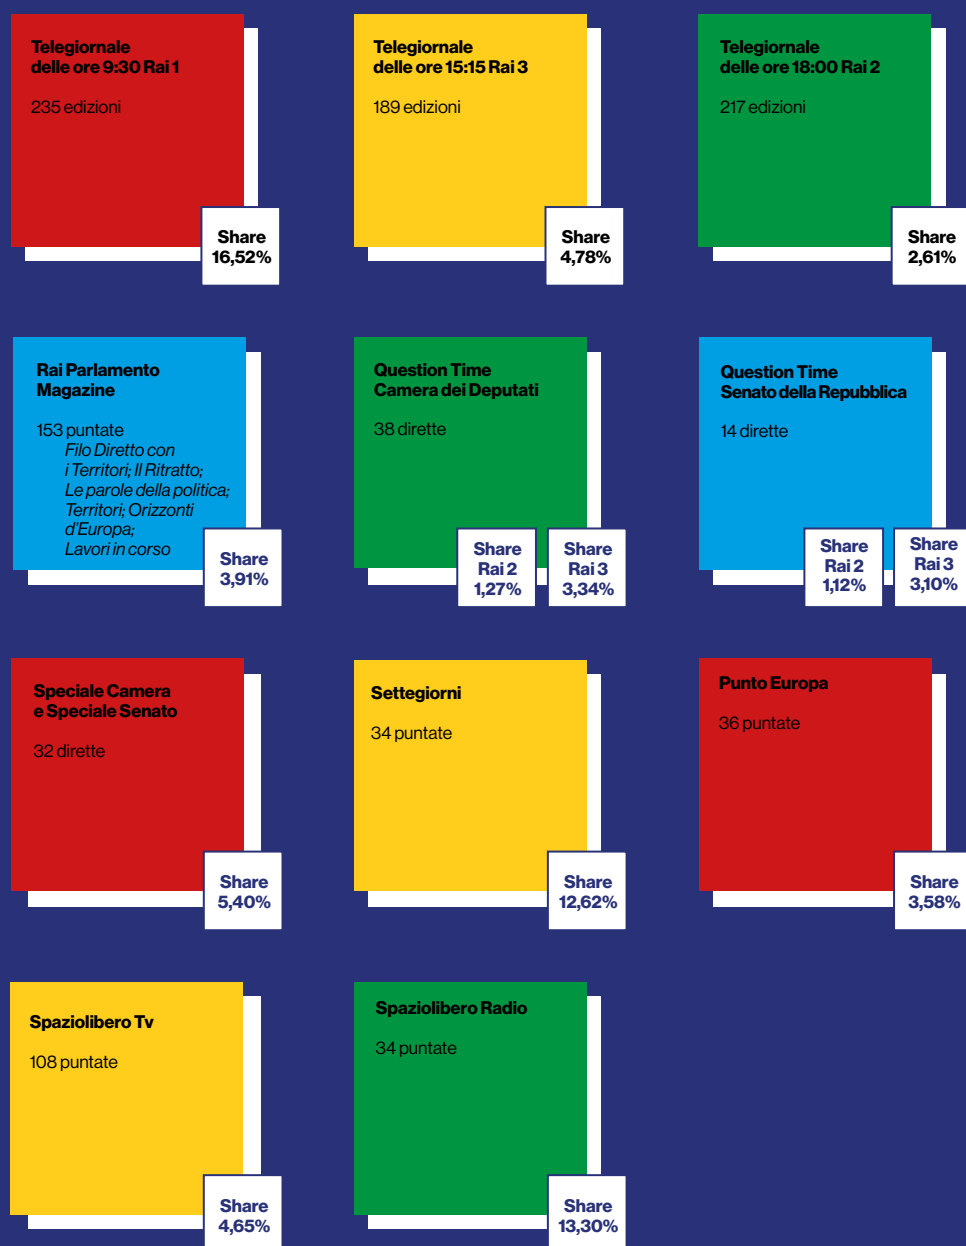 Telegiornale
delle ore 9:30 Rai 1
235 edizioni
Share
16,52%
Telegiornale
delle ore 15:15 Rai 3
189 edizioni
Share
4,78%
Telegiornale
delle ore 18:00 Rai 2
217 edizioni
Share
2,61%
Rai Parlamento
Magazine
153 puntate
Filo Diretto con
i Territori; Il Ritratto;
Le parole della politica;
Territori; Orizzonti
d'Europa;
Lavori in corso
Share
3,91%
Question Time
Camera dei Deputati
38 dirette
Share
Rai 2
1,27%
Share
Rai 3
3,34%
Question Time
Senato della Repubblica
14 dirette
Share
Rai 2
1,12%
Share
Rai 3
3,10%
Speciale Camera
e Speciale Senato
32 dirette
Share
5,40%
Settegiorni
34 puntate
Share
12,62%
Punto Europa
36 puntate
Share
3,58%
Spaziolibero Tv
108 puntate
Share
4,65%
Spaziolibero Radio
34 puntate
Share
13,30%